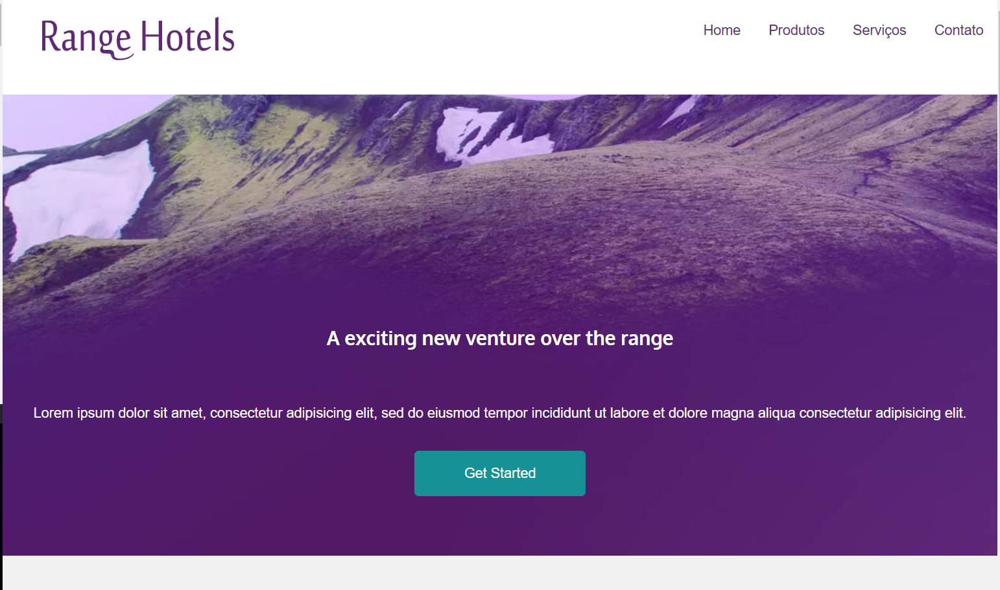 Range Hotels
Home Produtos Serviços Contato
A exciting new venture over the range
Lorem ipsum dolor sit amet, consectetur adipisicing elit, sed do eiusmod tempor incididunt ut labore et dolore magna aliqua consectetur adipisicing elit.
Get Started